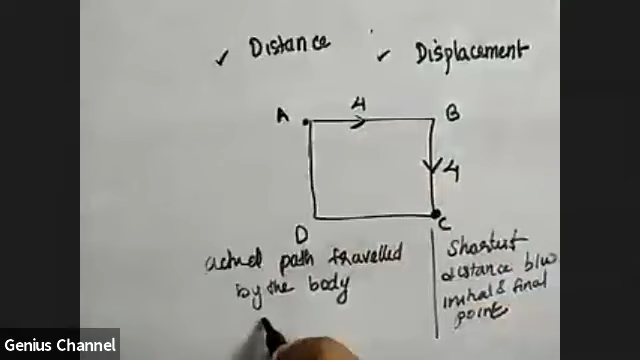 ✓ Distance ✓ Displacement
A 4 B
4
D C
actual path travelled
by the body
Shortest
distance b/w
initial & final
point
Genius Channel